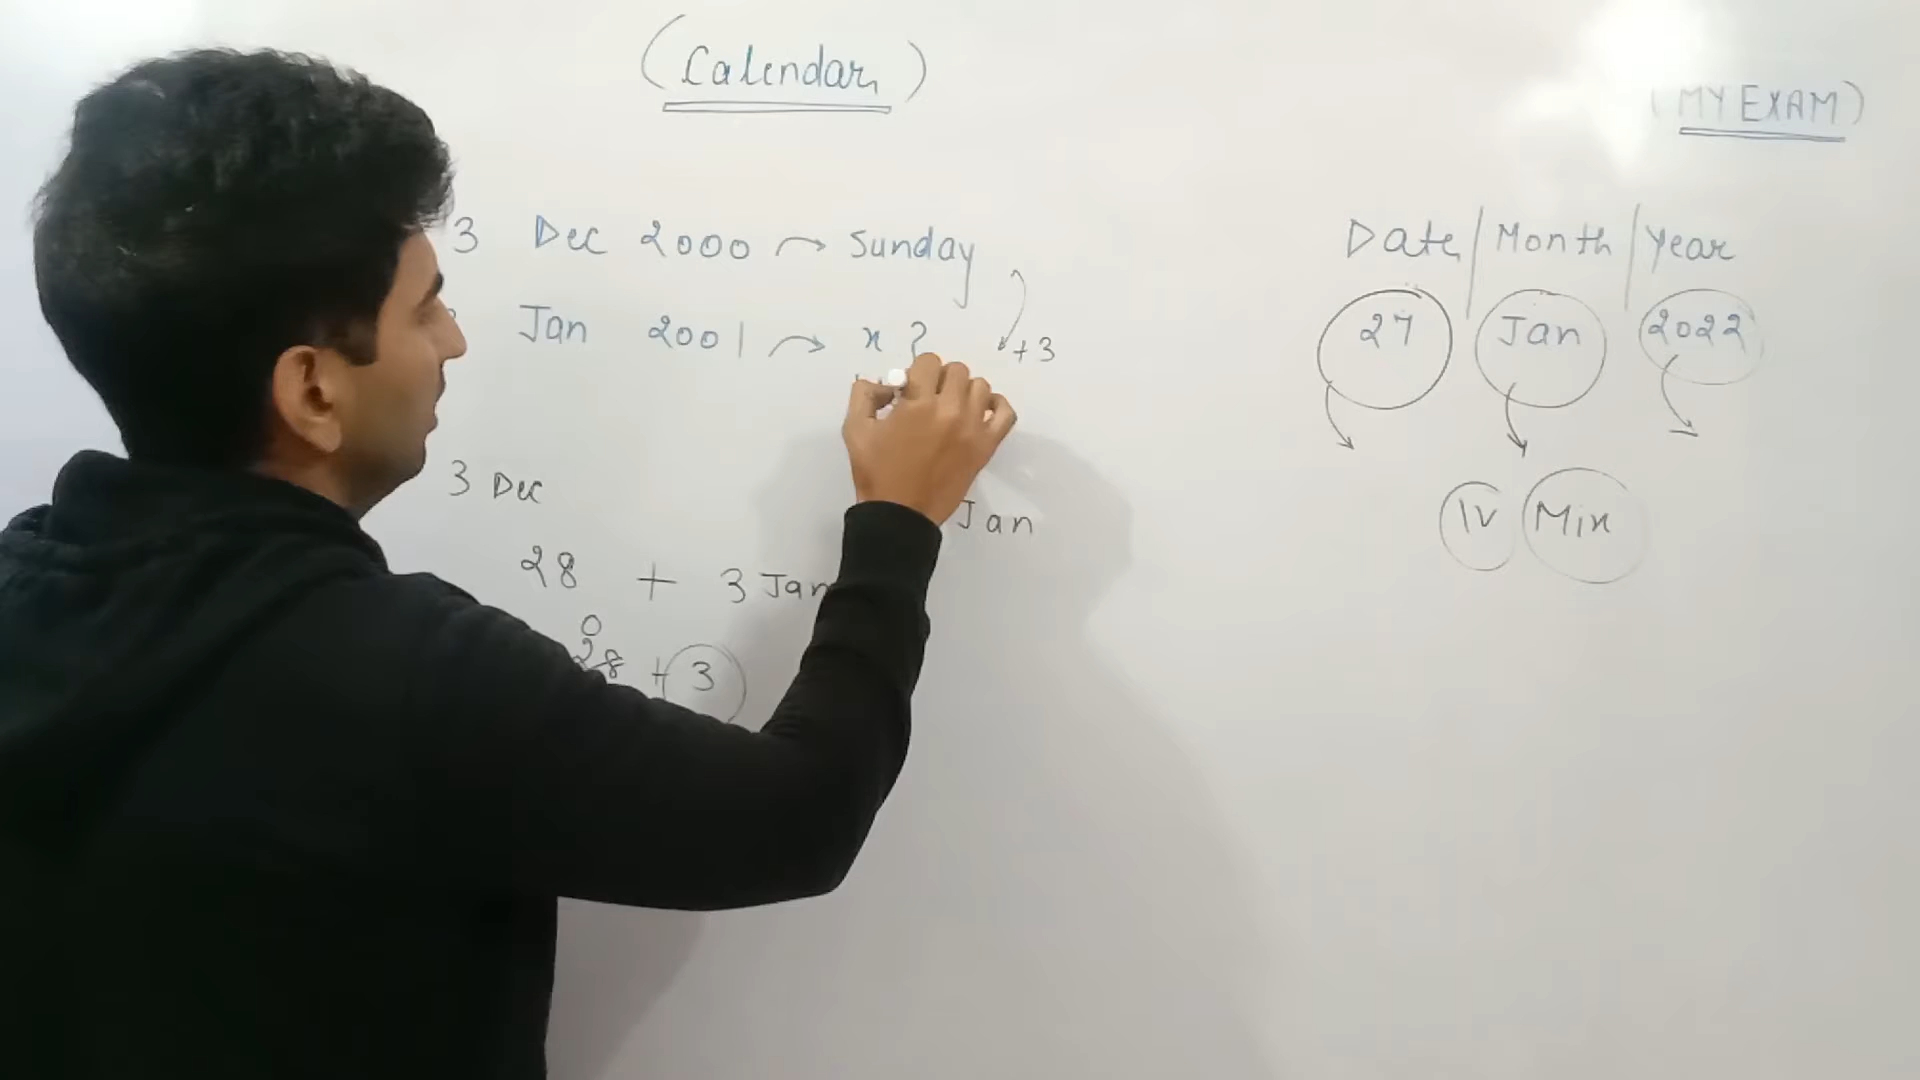 (Calendar)
(MY EXAM)
3 Dec 2000 → Sunday
Jan 2001 → x ?
+3
3 Dec
Jan
28 + 3 Jan
0
28 + 3
Date | Month | Year
27 Jan 2022
IV Mix